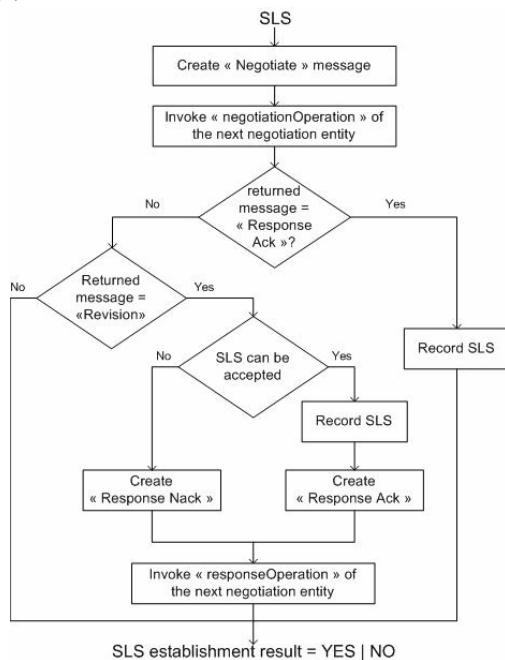 SLS
Create « Negotiate » message
Invoke « negotiationOperation » of
the next negotiation entity
returned
message =
« Response
Ack »?
No
Yes
Returned
message =
«Revision»
No
Yes
Record SLS
SLS can be
accepted
No
Yes
Record SLS
Create
« Response Nack »
Create
« Response Ack »
Invoke « responseOperation » of
the next negotiation entity
SLS establishment result = YES | NO